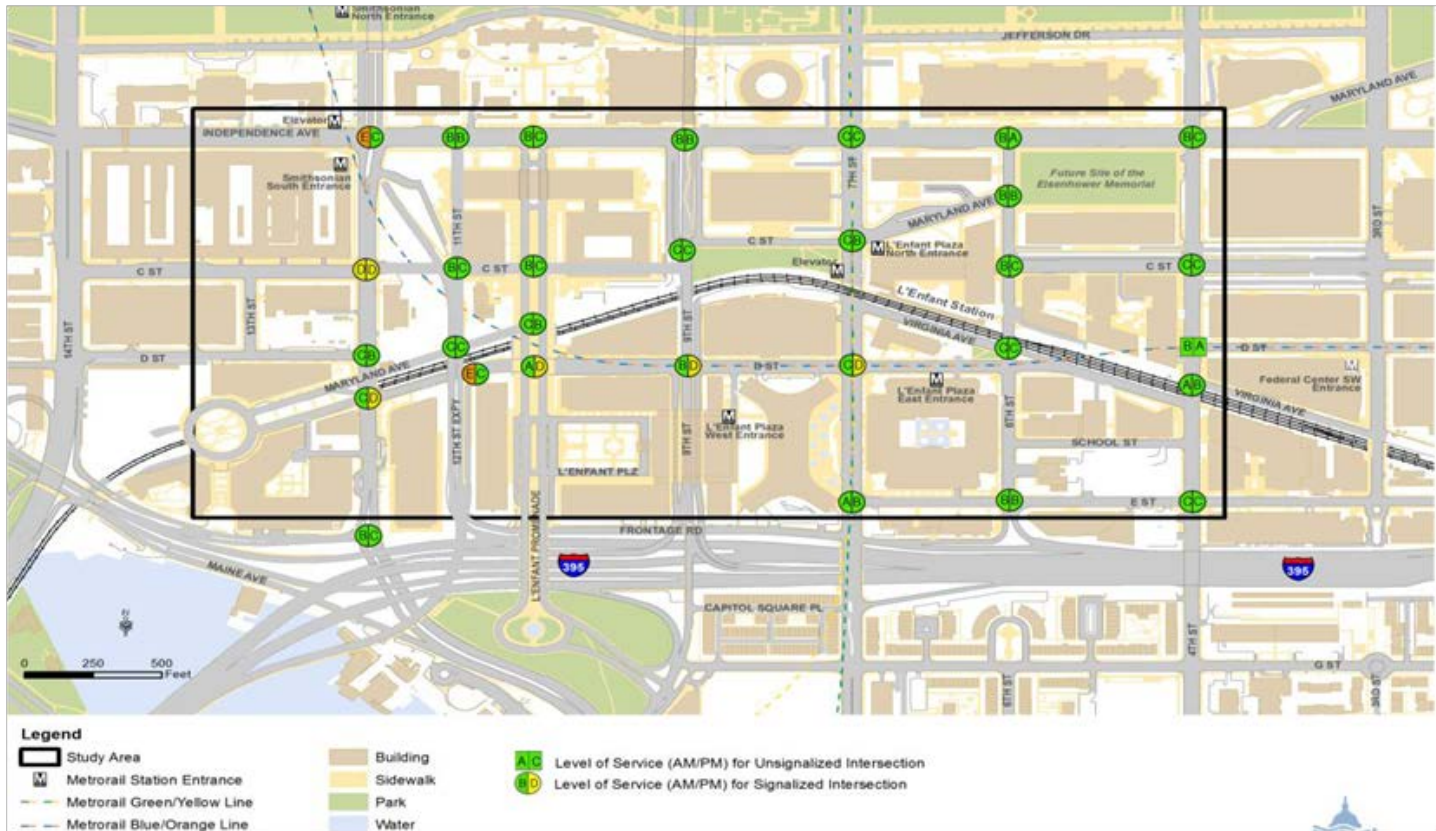 Smithsonian
North Entrance
JEFFERSON DR
MARYLAND AVE
Elevator
INDEPENDENCE AVE
E C
B B
B C
B B
C C
B A
B C
Smithsonian
South Entrance
7TH ST
Future Site of the
Eisenhower Memorial
B B
MARYLAND AVE
3RD ST
11TH ST
C ST
C B
L'Enfant Plaza
North Entrance
C C
Elevator
C ST
D D
B C
C ST
B C
B C
C ST
C C
13TH ST
L'Enfant Station
14TH ST
C B
9TH ST
VIRGINIA AVE
D ST
C B
C C
C C
B A
D ST
MARYLAND AVE
E C
A D
B D
D ST
C D
Federal Center SW
Entrance
L'Enfant Plaza
East Entrance
A B
C D
VIRGINIA AVE
12TH ST EXPY
L'Enfant Plaza
West Entrance
6TH ST
9TH ST
SCHOOL ST
L'ENFANT PLZ
A B
B B
E ST
C C
L'ENFANT PROMENADE
FRONTAGE RD
B C
395
395
MAINE AVE
CAPITOL SQUARE PL
4TH ST
N
0 250 500
Feet
G ST
6TH ST
3RD ST
Legend
Study Area
M Metrorail Station Entrance
Metrorail Green/Yellow Line
Metrorail Blue/Orange Line
Building
Sidewalk
Park
Water
A C Level of Service (AM/PM) for Unsignalized Intersection
B D Level of Service (AM/PM) for Signalized Intersection